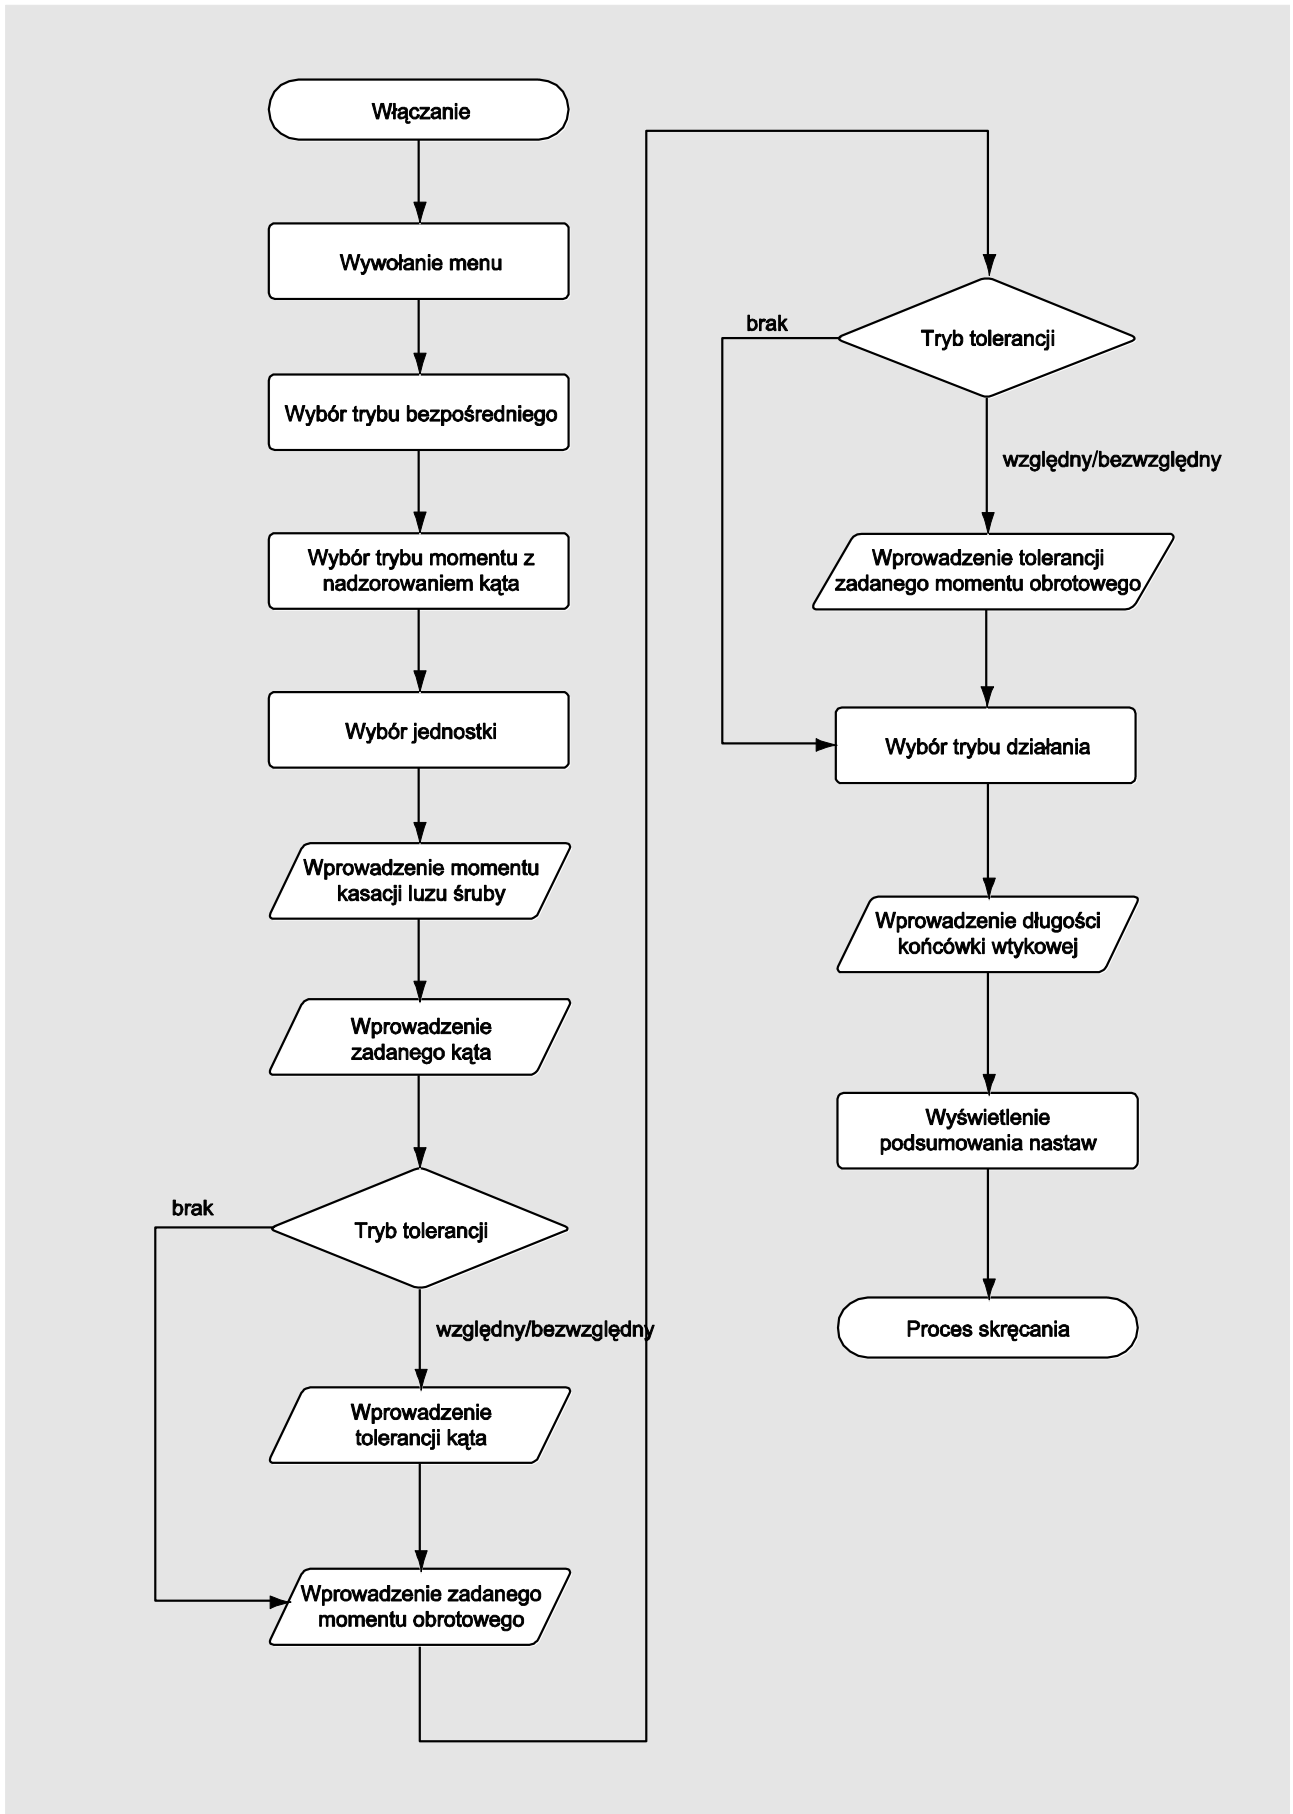 Włączanie
Wywołanie menu
Wybór trybu bezpośredniego
Wybór trybu momentu z
nadzorowaniem kąta
Wybór jednostki
Wprowadzenie momentu
kasacji luzu śruby
Wprowadzenie
zadanego kąta
brak
Tryb tolerancji
względny/bezwzględny
Wprowadzenie
tolerancji kąta
Wprowadzenie zadanego
momentu obrotowego
brak
Tryb tolerancji
względny/bezwzględny
Wprowadzenie tolerancji
zadanego momentu obrotowego
Wybór trybu działania
Wprowadzenie długości
końcówki wtykowej
Wyświetlenie
podsumowania nastaw
Proces skręcania